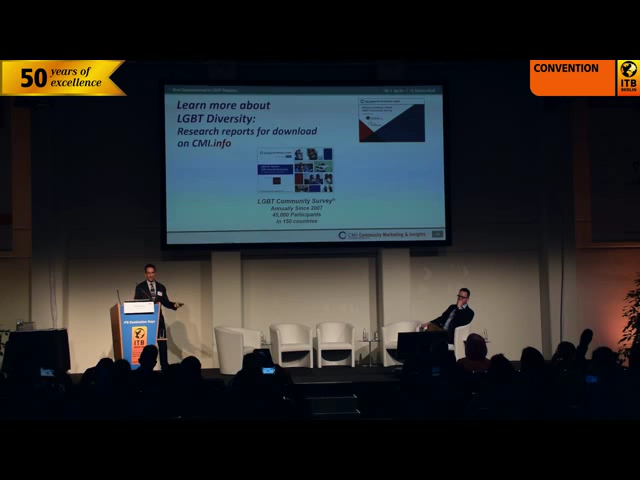 50 years of
excellence
CONVENTION
ITB
BERLIN
Learn more about
LGBT Diversity:
Research reports for download
on CMI.info
LGBT Community Survey®
Annually Since 2007
45,000 Participants
in 150 countries
CMI Community Marketing & Insights
ITB